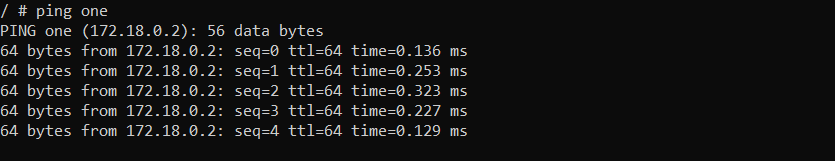 / # ping one
PING one (172.18.0.2): 56 data bytes
64 bytes from 172.18.0.2: seq=0 ttl=64 time=0.136 ms
64 bytes from 172.18.0.2: seq=1 ttl=64 time=0.253 ms
64 bytes from 172.18.0.2: seq=2 ttl=64 time=0.323 ms
64 bytes from 172.18.0.2: seq=3 ttl=64 time=0.227 ms
64 bytes from 172.18.0.2: seq=4 ttl=64 time=0.129 ms